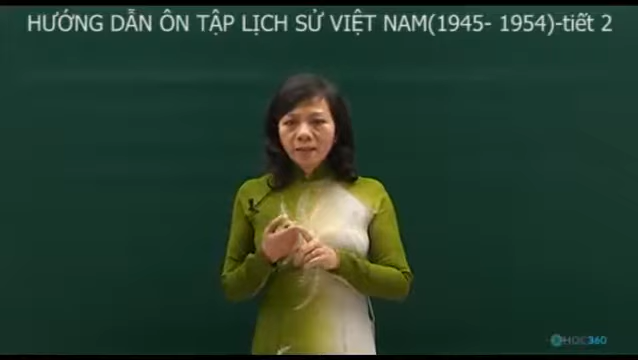 HƯỚNG DẪN ÔN TẬP LỊCH SỬ VIỆT NAM(1945- 1954)-tiết 2
HOC360